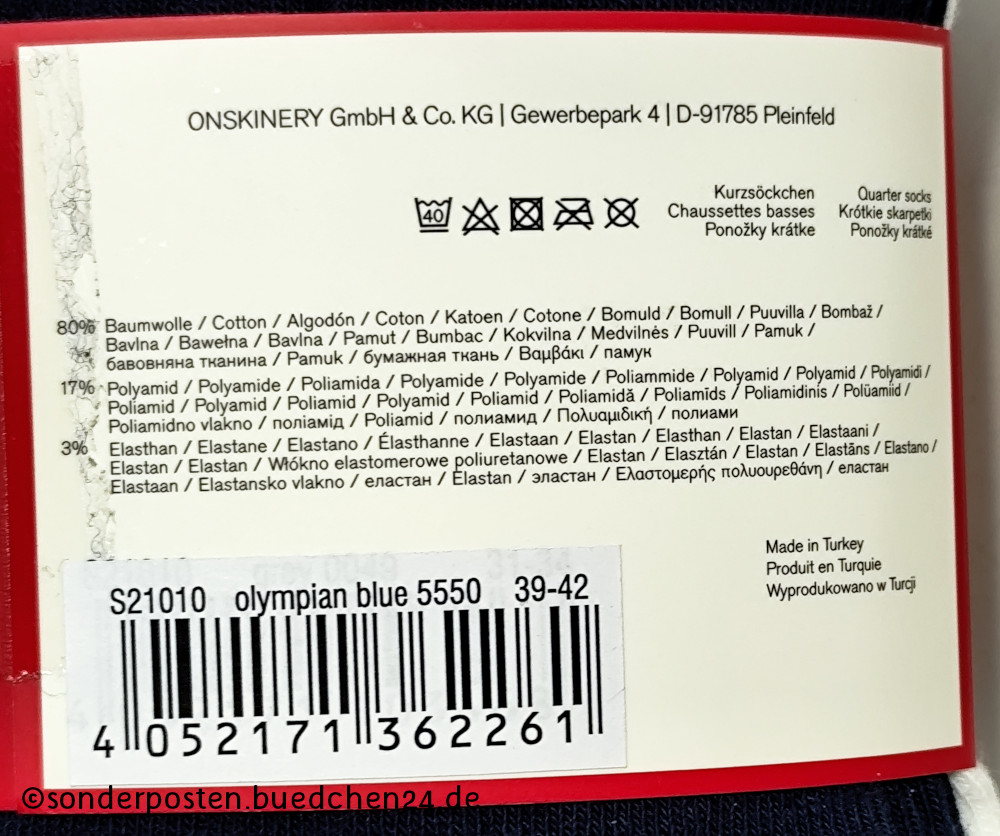 ONSKINERY GmbH & Co. KG | Gewerbepark 4 | D-91785 Pleinfeld
40
Kurzsöckchen
Chaussettes basses
Ponožky krátke
Quarter socks
Krótkie skarpetki
Ponožky krátké
80% Baumwolle / Cotton / Algodón / Coton / Katoen / Cotone / Bomuld / Bomull / Puuvilla / Bombaž /
Bavlna / Bawełna / Bavlna / Pamut / Bumbac / Kokvilna / Medvilnės / Puuvill / Pamuk /
бавовняна тканина / Pamuk / бумажная ткань / Βαμβάκι / памук
17% Polyamid / Polyamide / Poliamida / Polyamide / Polyamide / Poliammide / Polyamid / Polyamid / Polyamidi /
Poliamid / Polyamid / Poliamid / Polyamid / Poliamid / Poliamidă / Poliamīds / Poliamidinis / Polüamiid /
Poliamidno vlakno / поліамід / Poliamid / полиамид / Πολυαμιδική / полиами
3% Elasthan / Elastane / Elastano / Élasthanne / Elastaan / Elastan / Elasthan / Elastan / Elastaani /
Elastan / Elastan / Włókno elastomerowe poliuretanowe / Elastan / Elasztán / Elastan / Elastāns / Elastano /
Elastaan / Elastansko vlakno / еластан / Elastan / эластан / Ελαστομερής πολυουρεθάνη / еластан
Made in Turkey
Produit en Turquie
Wyprodukowano w Turcji
S21010 olympian blue 5550 39-42
4 052171 362261
©sonderposten.buedchen24.de